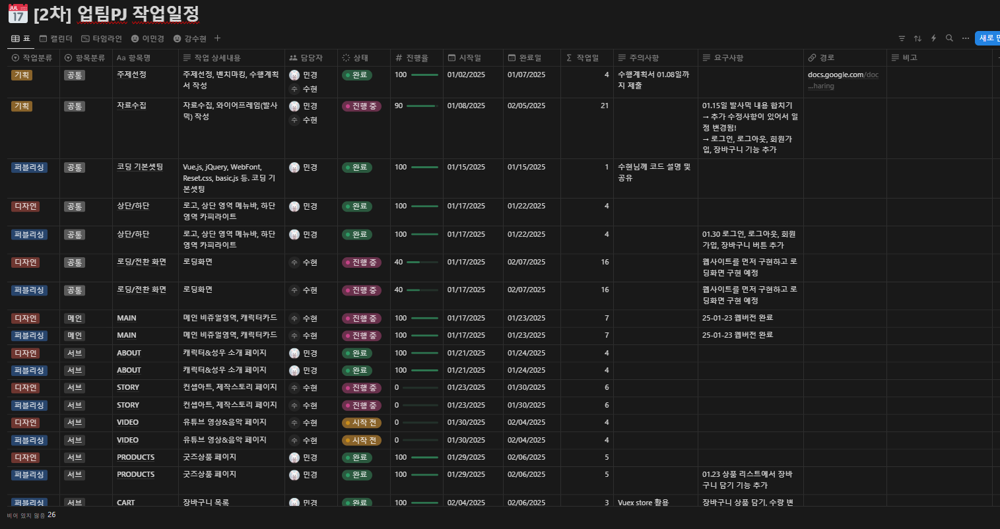 JUL
17
[2차] 업팀PJ 작업일정
표 캘린더 타임라인 이민경 강수현
새로 만
작업분류 항목분류 Aa 항목명 작업 상세내용 담당자 상태 # 진행율 시작일 완료일 Σ 작업일 주의사항 요구사항 경로 비고
기획 공통 주제선정 주제선정, 벤치마킹, 수행계획 민경 완료 100 01/02/2025 01/07/2025 4 수행계획서 01.08일까 docs.google.com/doc
서 작성 수 수현 지 제출 ...haring
기획 공통 자료수집 자료수집, 와이어프레임(발사 민경 진행 중 90 01/08/2025 02/05/2025 21 01.15일 발사믹 내용 합치기
믹) 작성 수 수현 → 추가 수정사항이 있어서 일
정 변경됨!
→ 로그인, 로그아웃, 회원가
입, 장바구니 기능 추가
퍼블리싱 공통 코딩 기본셋팅 Vue.js, jQuery, WebFont, 민경 완료 100 01/15/2025 01/15/2025 1 수현님께 코드 설명 및
Reset.css, basic.js 등. 코딩 기 공유
본셋팅
디자인 공통 상단/하단 로고, 상단 영역 메뉴바, 하단 민경 완료 100 01/17/2025 01/22/2025 4
영역 카피라이트
퍼블리싱 공통 상단/하단 로고, 상단 영역 메뉴바, 하단 민경 완료 100 01/17/2025 01/22/2025 4 01.30 로그인, 로그아웃, 회원
영역 카피라이트 가입, 장바구니 버튼 추가
디자인 공통 로딩/전환 화면 로딩화면 수 수현 진행 중 40 01/17/2025 02/07/2025 16 웹사이트를 먼저 구현하고 로
딩화면 구현 예정
퍼블리싱 공통 로딩/전환 화면 로딩화면 수 수현 진행 중 40 01/17/2025 02/07/2025 16 웹사이트를 먼저 구현하고 로
딩화면 구현 예정
디자인 메인 MAIN 메인 비쥬얼영역, 캐릭터카드 수 수현 진행 중 100 01/17/2025 01/23/2025 7 25-01-23 웹버전 완료
퍼블리싱 메인 MAIN 메인 비쥬얼영역, 캐릭터카드 수 수현 진행 중 100 01/17/2025 01/23/2025 7 25-01-23 웹버전 완료
디자인 서브 ABOUT 캐릭터&성우 소개 페이지 민경 완료 100 01/21/2025 01/24/2025 4
퍼블리싱 서브 ABOUT 캐릭터&성우 소개 페이지 민경 완료 100 01/21/2025 01/24/2025 4
디자인 서브 STORY 컨셉아트, 제작스토리 페이지 수 수현 진행 중 0 01/23/2025 01/30/2025 6
퍼블리싱 서브 STORY 컨셉아트, 제작스토리 페이지 수 수현 진행 중 0 01/23/2025 01/30/2025 6
디자인 서브 VIDEO 유튜브 영상&음악 페이지 수 수현 시작 전 0 01/30/2025 02/04/2025 4
퍼블리싱 서브 VIDEO 유튜브 영상&음악 페이지 수 수현 시작 전 0 01/30/2025 02/04/2025 4
디자인 서브 PRODUCTS 굿즈상품 페이지 민경 완료 100 01/29/2025 02/06/2025 5
퍼블리싱 서브 PRODUCTS 굿즈상품 페이지 민경 완료 100 01/29/2025 02/06/2025 5 01.23 상품 리스트에서 장바
구니 담기 기능 추가
퍼블리싱 서브 CART 장바구니 목록 민경 완료 100 02/04/2025 02/06/2025 3 Vuex store 활용 장바구니 상품 담기, 수량 변
비어 있지 않음 26